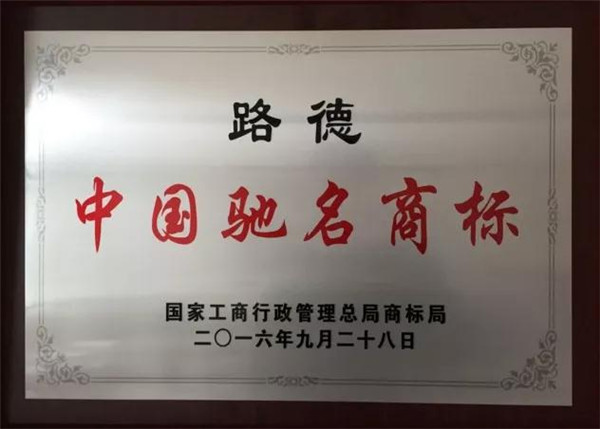 路德
中国驰名商标
国家工商行政管理总局商标局
二〇一六年九月二十八日